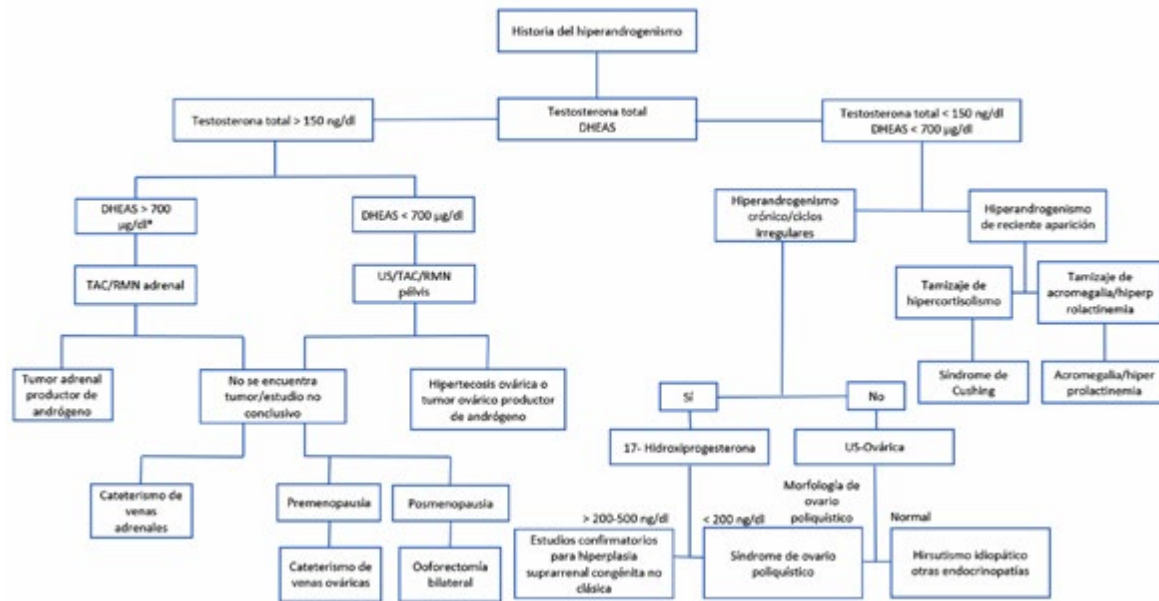 Historia del hiperandrogenismo
Testosterona total > 150 ng/dl
Testosterona total
DHEAS
Testosterona total < 150 ng/dl
DHEAS < 700 µg/dl
DHEAS > 700
µg/dl*
DHEAS < 700 µg/dl
Hiperandrogenismo
crónico/ciclos
irregulares
Hiperandrogenismo
de reciente aparición
TAC/RMN adrenal
US/TAC/RMN
pélvis
Tamizaje de
hipercortisolismo
Tamizaje de
acromegalia/hiperp
rolactinemia
Tumor adrenal
productor de
andrógeno
No se encuentra
tumor/estudio no
conclusivo
Hipertecosis ovárica o
tumor ovárico productor
de andrógeno
Síndrome de
Cushing
Acromegalia/hiper
prolactinemia
Sí
No
17- Hidroxiprogesterona
US-Ovárica
Cateterismo de
venas
adrenales
Premenopausia
Posmenopausia
Morfología de
ovario
poliquístico
Normal
> 200-500 ng/dl
< 200 ng/dl
Cateterismo de
venas ováricas
Ooforectomía
bilateral
Estudios confirmatorios
para hiperplasia
suprarrenal congénita no
clásica
Síndrome de ovario
poliquístico
Hirsutismo idiopático
otras endocrinopatías